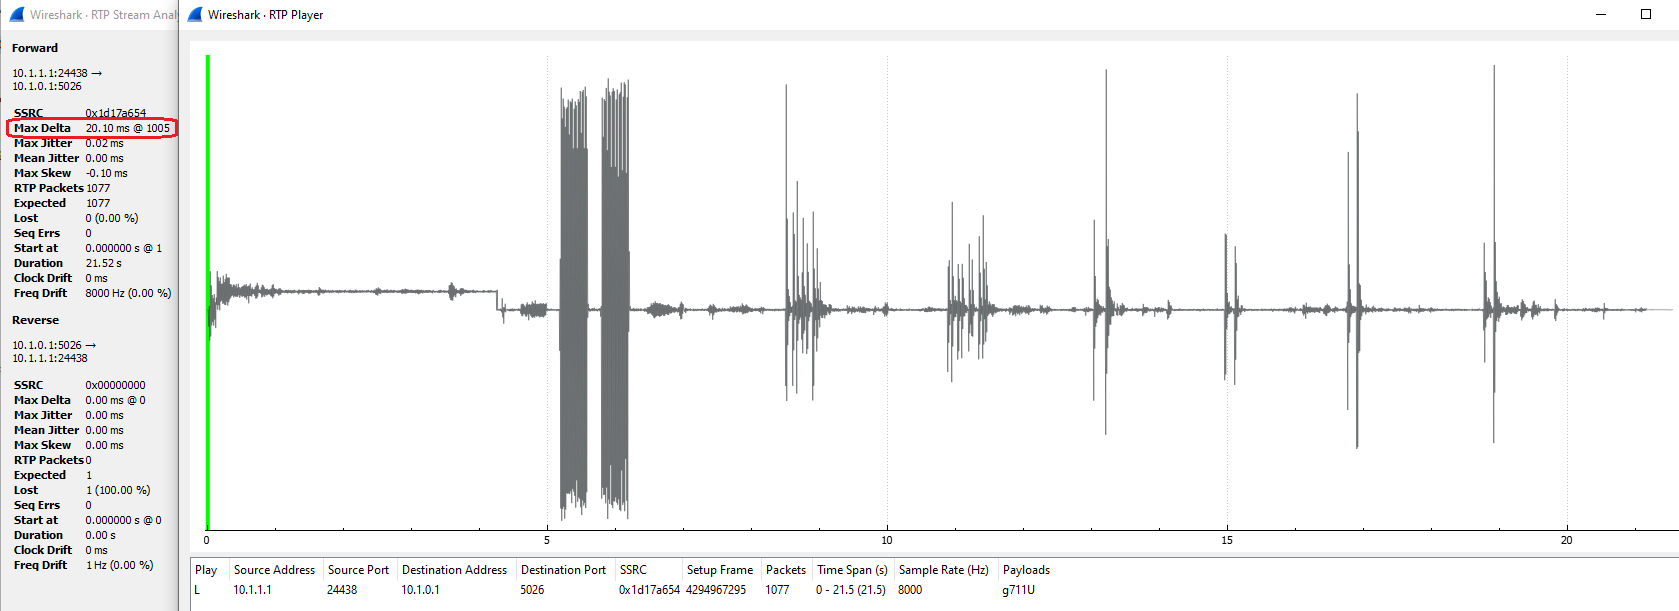 Wireshark · RTP Stream Analy
Wireshark · RTP Player
Forward
10.1.1.1:24438 →
10.1.0.1:5026
SSRC 0x1d17a654
Max Delta 20.10 ms @ 1005
Max Jitter 0.02 ms
Mean Jitter 0.00 ms
Max Skew -0.10 ms
RTP Packets 1077
Expected 1077
Lost 0 (0.00 %)
Seq Errs 0
Start at 0.000000 s @ 1
Duration 21.52 s
Clock Drift 0 ms
Freq Drift 8000 Hz (0.00 %)
Reverse
10.1.0.1:5026 →
10.1.1.1:24438
SSRC 0x00000000
Max Delta 0.00 ms @ 0
Max Jitter 0.00 ms
Mean Jitter 0.00 ms
Max Skew 0.00 ms
RTP Packets 0
Expected 1
Lost 1 (100.00 %)
Seq Errs 0
Start at 0.000000 s @ 0
Duration 0.00 s
Clock Drift 0 ms
Freq Drift 1 Hz (0.00 %)
0 5 10 15 20
Play Source Address Source Port Destination Address Destination Port SSRC Setup Frame Packets Time Span (s) Sample Rate (Hz) Payloads
L 10.1.1.1 24438 10.1.0.1 5026 0x1d17a654 4294967295 1077 0 - 21.5 (21.5) 8000 g711U